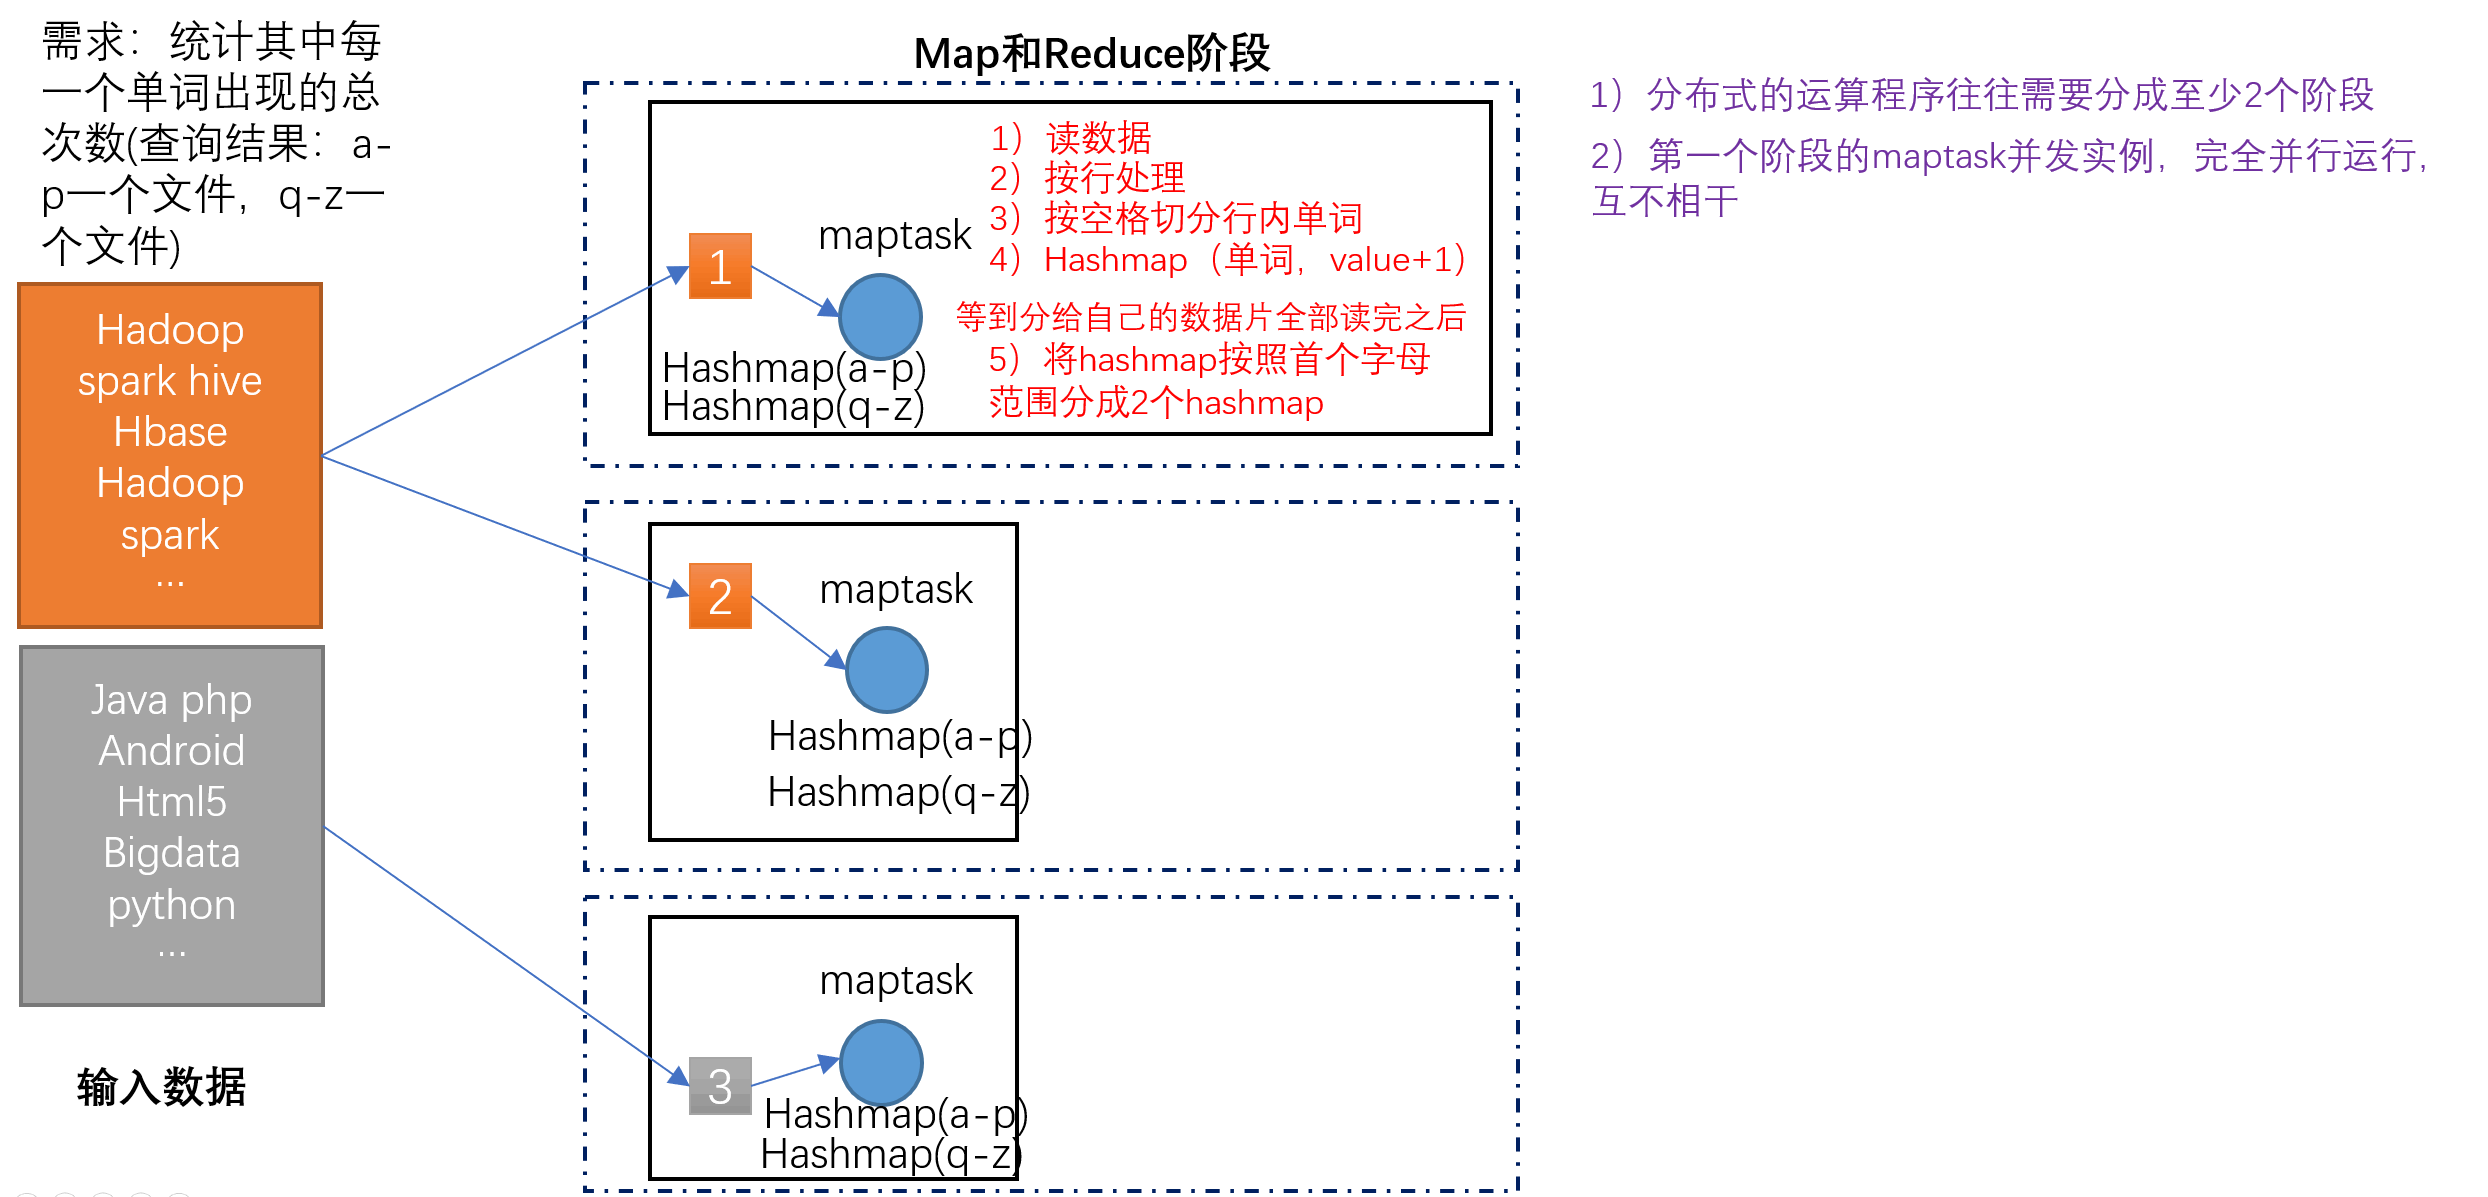 需求：统计其中每
一个单词出现的总
次数(查询结果：a-
p一个文件，q-z一
个文件)
Hadoop
spark hive
Hbase
Hadoop
spark
...
Java php
Android
Html5
Bigdata
python
...
输入数据
Map和Reduce阶段
1）读数据
2）按行处理
3）按空格切分行内单词
4）Hashmap（单词，value+1）
等到分给自己的数据片全部读完之后
5）将hashmap按照首个字母
范围分成2个hashmap
maptask
1
Hashmap(a-p)
Hashmap(q-z)
maptask
2
Hashmap(a-p)
Hashmap(q-z)
maptask
3
Hashmap(a-p)
Hashmap(q-z)
1）分布式的运算程序往往需要分成至少2个阶段
2）第一个阶段的maptask并发实例，完全并行运行，
互不相干